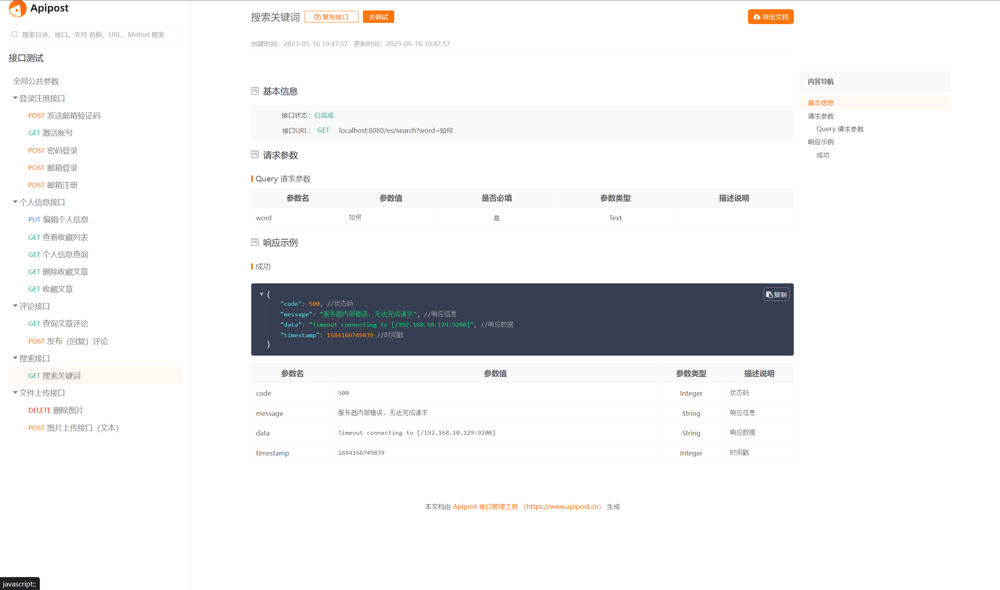 Apipost
搜索目录、接口。支持 名称、URL、Method 搜索
接口测试
全局公共参数
登录注册接口
POST 发送邮箱验证码
GET 激活账号
POST 密码登录
POST 邮箱登录
POST 邮箱注册
个人信息接口
PUT 编辑个人信息
GET 查看收藏列表
GET 个人信息查询
GET 删除收藏文章
GET 收藏文章
评论接口
GET 查询文章评论
POST 发布（回复）评论
搜索接口
GET 搜索关键词
文件上传接口
DELETE 删除图片
POST 图片上传接口（文本）
javascript:;
搜索关键词 复制接口 去调试 导出文档
创建时间：2023-05-16 10:47:57 更新时间：2023-05-16 10:47:57
基本信息
接口状态：已完成
接口URL： GET localhost:8080/es/search?word=如何
请求参数
Query 请求参数
参数名 参数值 是否必填 参数类型 描述说明
word 如何 是 Text
响应示例
成功
复制
{
"code": 500, //状态码
"message": "服务器内部错误，无法完成请求", //响应信息
"data": "Timeout connecting to [/192.168.10.129:9200]", //响应数据
"timestamp": 1684166749839 //时间戳
}
参数名 参数值 参数类型 描述说明
code 500 Integer 状态码
message 服务器内部错误，无法完成请求 String 响应信息
data Timeout connecting to [/192.168.10.129:9200] String 响应数据
timestamp 1684166749839 Integer 时间戳
本文档由 Apipost 接口管理工具 （https://www.apipost.cn） 生成
内容导航
基本信息
请求参数
Query 请求参数
响应示例
成功